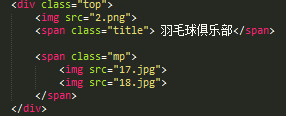 <div class="top">
<img src="2.png">
<span class="title"> 羽毛球俱乐部</span>
<span class="mp">
<img src="17.jpg">
<img src="18.jpg">
</span>
</div>